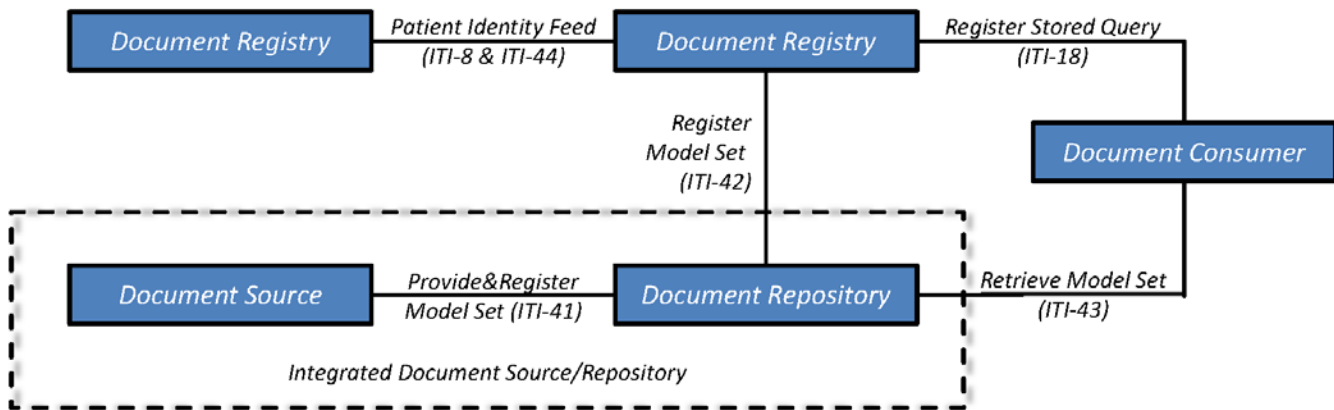 Document Registry
Patient Identity Feed
(ITI-8 & ITI-44)
Document Registry
Register Stored Query
(ITI-18)
Register
Model Set
(ITI-42)
Document Consumer
Document Source
Provide&Register
Model Set (ITI-41)
Document Repository
Retrieve Model Set
(ITI-43)
Integrated Document Source/Repository